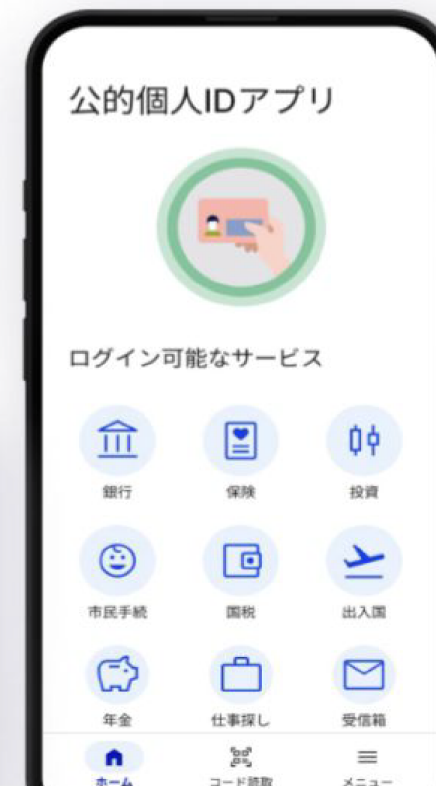 公的個人IDアプリ
ログイン可能なサービス
銀行
保険
投資
市民手続
国税
出入国
年金
仕事探し
受信箱
ホーム
コード読取
メニュー